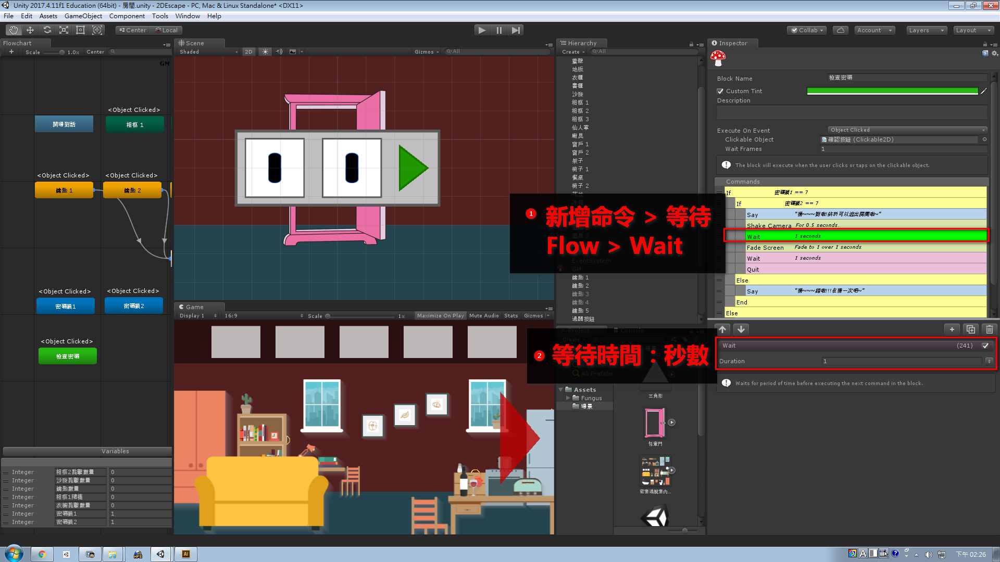 Unity 2017.4.11f1 Education (64bit) - 房間.unity - 2DEscape - PC, Mac & Linux Standalone* <DX11>
File Edit Assets GameObject Component Tools Window Help
Center Local
Collab Account Layers Layout
Flowchart
Scale 1.0x Center
GM
<Object Clicked>
開場對話 相框 1
<Object Clicked> <Object Clicked>
鑰匙 1 鑰匙 2
<Object Clicked> <Object Clicked>
密碼鎖1 密碼鎖2
<Object Clicked>
檢查密碼
Variables
Integer 相框2點擊數量 0
Integer 沙發點擊數量 0
Integer 鑰匙數量 0
Integer 相框1隨機 0
Integer 衣櫥點擊數量 0
Integer 密碼鎖1 1
Integer 密碼鎖2 1
Scene
Shaded 2D Gizmos All
Game
Display 1 16:9 Scale 1x Maximize On Play Mute Audio Stats Gizmos
Hierarchy
Create All
牆壁
地板
衣櫃
書櫃
沙發
相框 1
相框 2
相框 3
仙人掌
廚具
窗戶 1
窗戶 2
架子
椅子 1
餐桌
椅子 2
EventSystem
GM
鑰匙 1
鑰匙 2
鑰匙 3
鑰匙 4
鑰匙 5
過關按鈕
1 新增命令 > 等待
Flow > Wait
Project Console
Create
2 等待時間：秒數
All Prefabs
Assets
Fungus
場景
三角形
任意門
密室逃脫室內...
Inspector
Block Name 檢查密碼
Custom Tint
Description
Execute On Event Object Clicked
Clickable Object 確認按鈕 (Clickable2D)
Wait Frames 1
The block will execute when the user clicks or taps on the clickable object.
Commands
If 密碼鎖1 == 7
If 密碼鎖2 == 7
Say "猜~~~對啦!終於可以逃出房間啦~"
Shake Camera For 0.5 seconds.
Wait 1 seconds
Fade Screen Fade to 1 over 1 seconds
Wait 1 seconds
Quit
Else
Say "猜~~~錯啦!!!在猜一次吧~"
End
Else
Wait (241)
Duration 1
Waits for period of time before executing the next command in the block.
HFS Ai A 下午 02:26